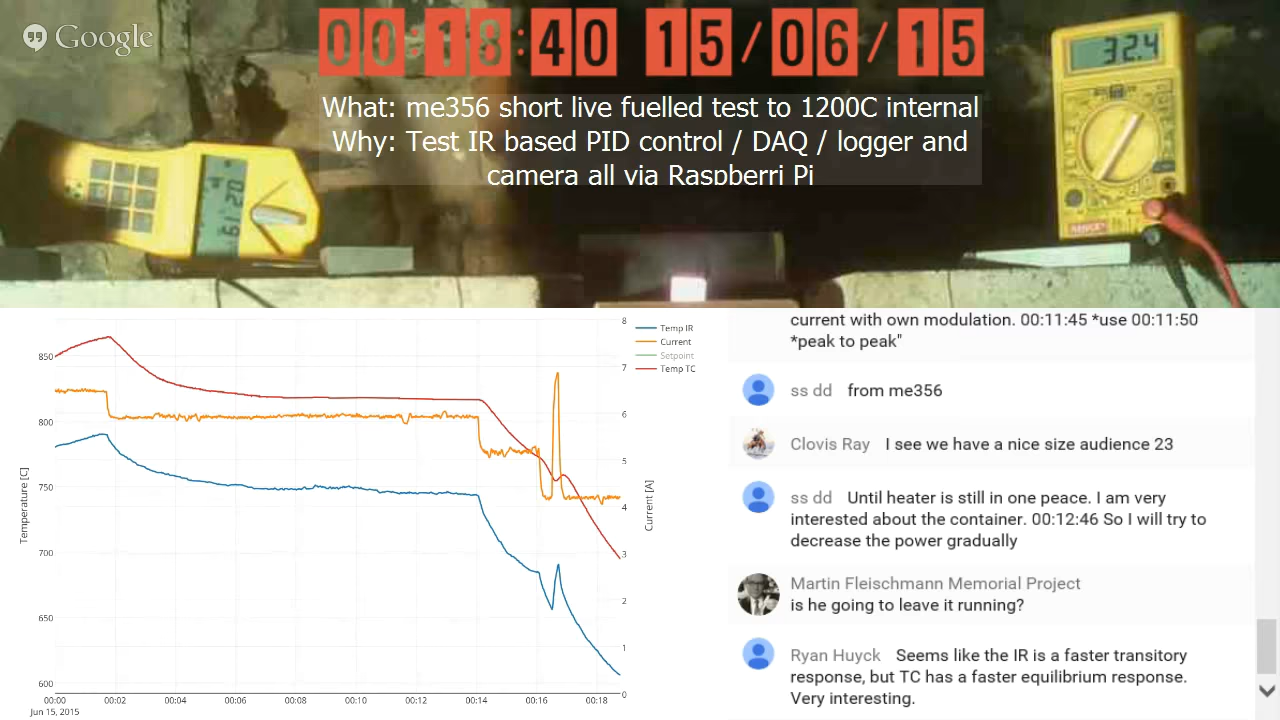 Google
00:18:40 15/06/15
What: me356 short live fuelled test to 1200C internal
Why: Test IR based PID control / DAQ / logger and
camera all via Raspberri Pi
32.4
8
7
6
5
4
3
2
1
0
850
800
750
700
650
600
Temperature [C]
Current [A]
Temp IR
Current
Setpoint
Temp TC
00:00
00:02
00:04
00:06
00:08
00:10
00:12
00:14
00:16
00:18
Jun 15, 2015
current with own modulation. 00:11:45 *use 00:11:50
*peak to peak"
ss dd from me356
Clovis Ray I see we have a nice size audience 23
ss dd Until heater is still in one peace. I am very
interested about the container. 00:12:46 So I will try to
decrease the power gradually
Martin Fleischmann Memorial Project
is he going to leave it running?
Ryan Huyck Seems like the IR is a faster transitory
response, but TC has a faster equilibrium response.
Very interesting.